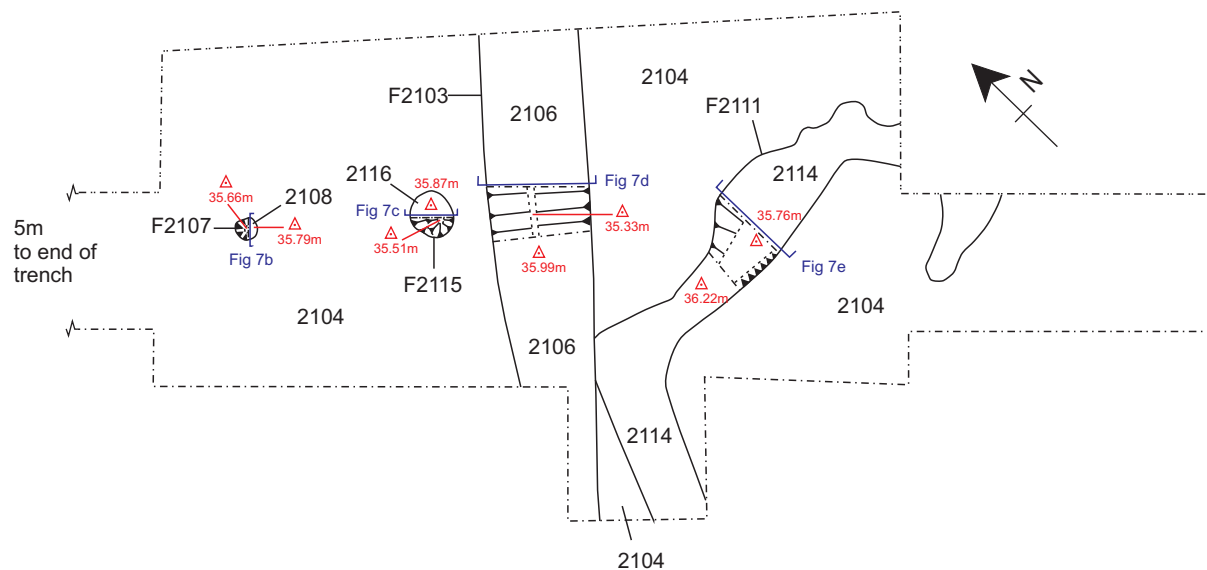 N
2104
F2103
2106
F2111
2114
2116
35.87m
Fig 7d
35.66m
2108
Fig 7c
35.76m
F2107
35.79m
35.51m
35.33m
5m
to end of
trench
Fig 7b
35.99m
Fig 7e
F2115
36.22m
2104
2104
2106
2114
2104